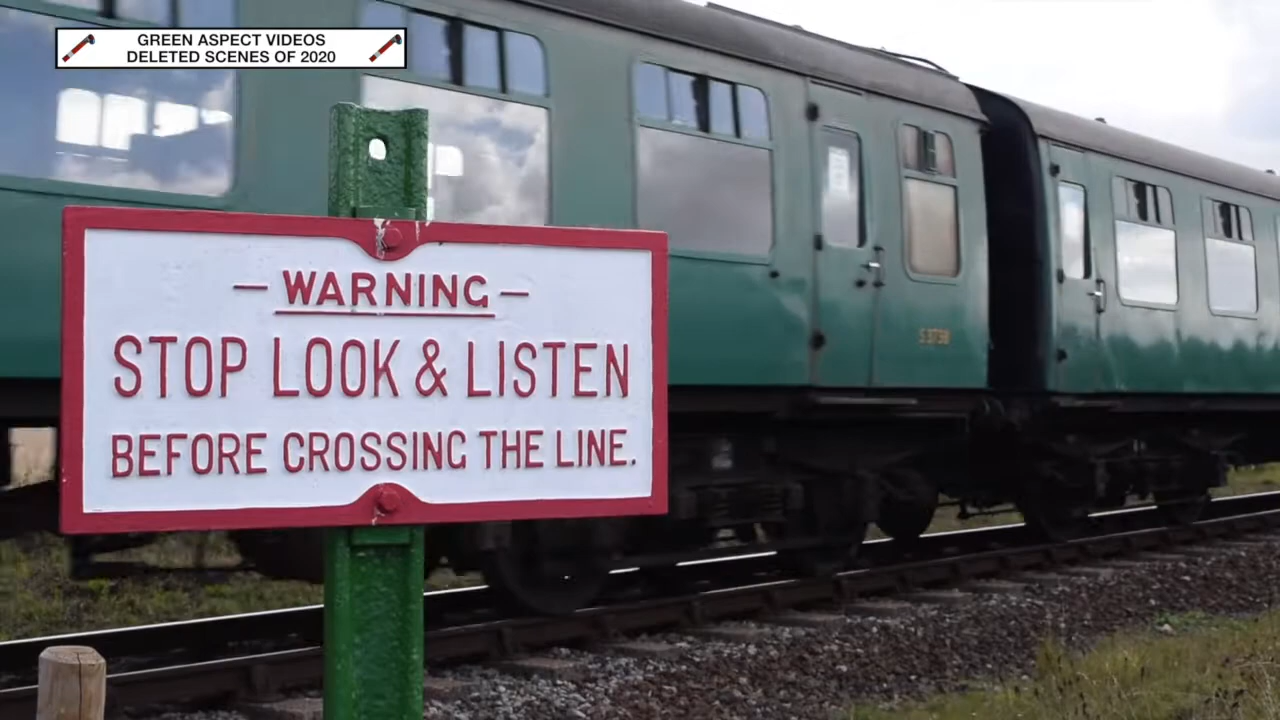 GREEN ASPECT VIDEOS
DELETED SCENES OF 2020
— WARNING —
STOP LOOK & LISTEN
BEFORE CROSSING THE LINE.